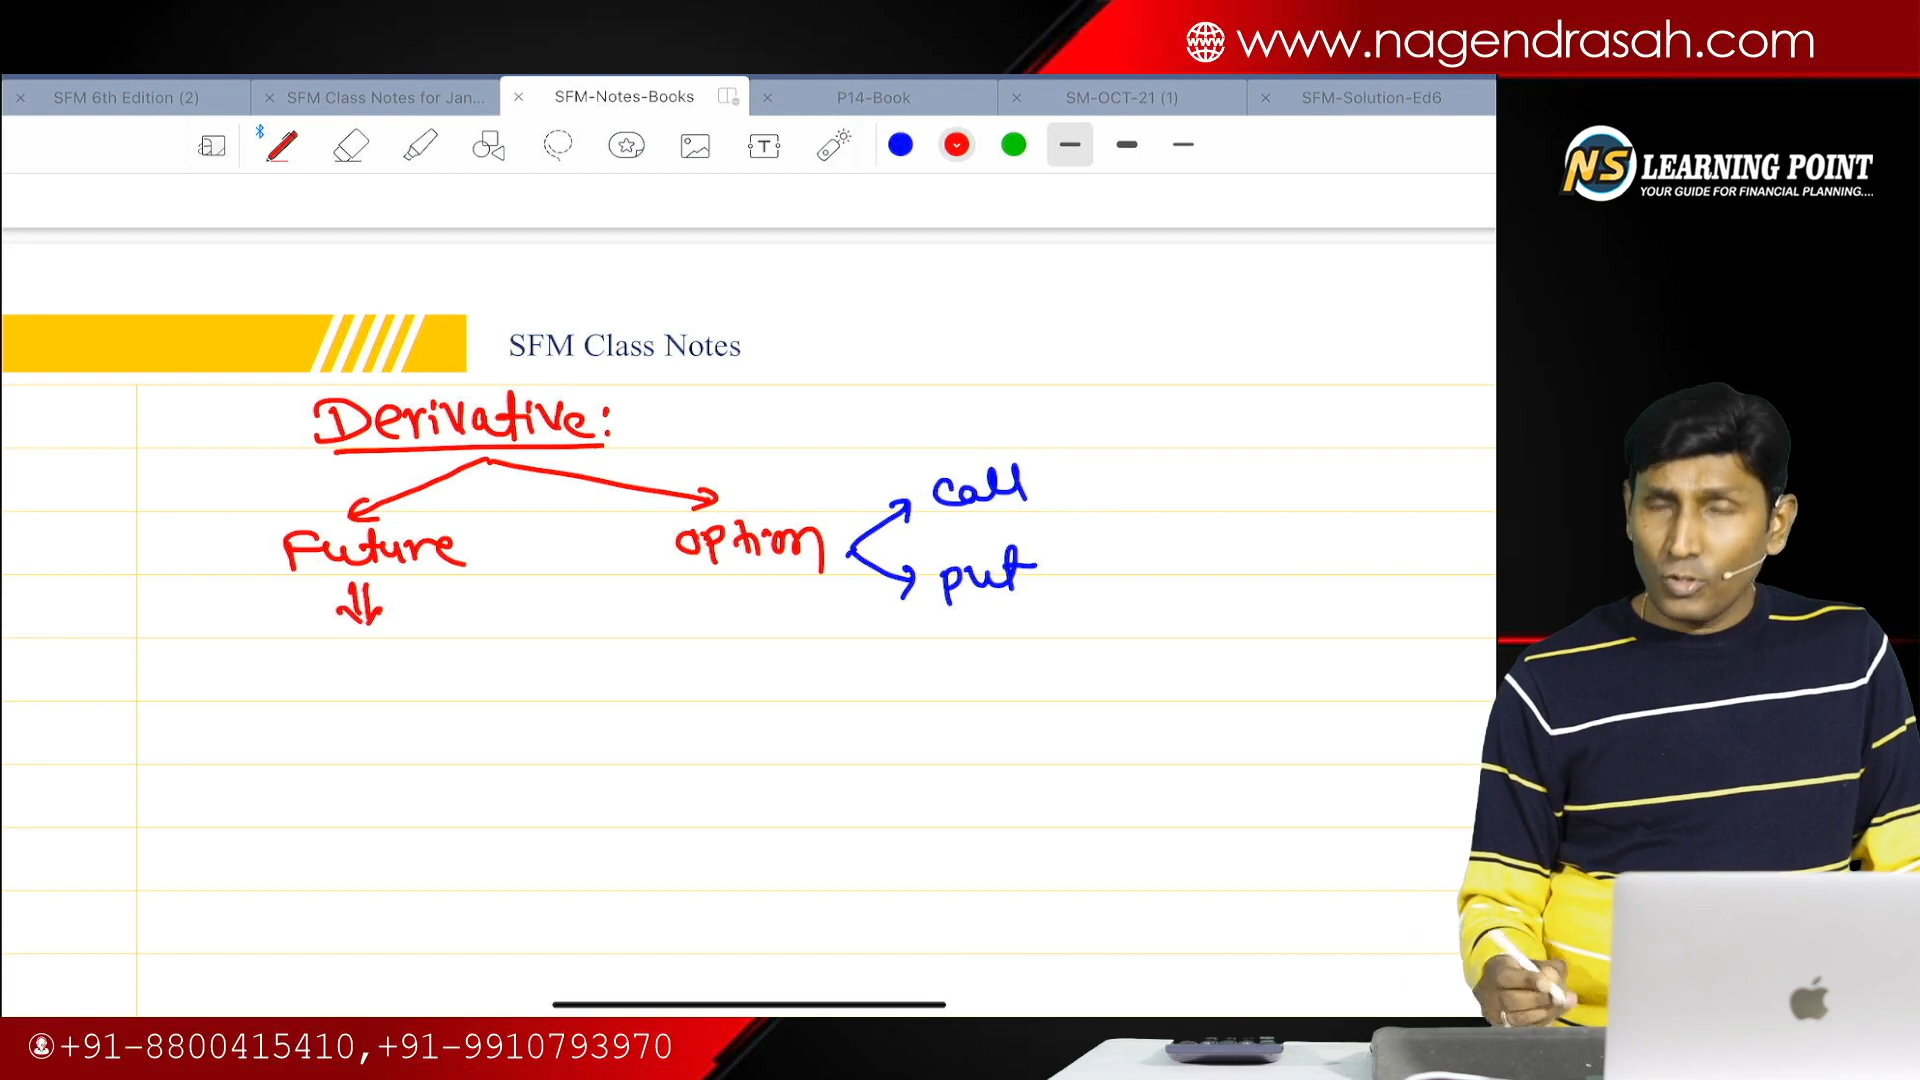 www.nagendrasah.com
SFM 6th Edition (2)
SFM Class Notes for Jan...
SFM-Notes-Books
P14-Book
SM-OCT-21 (1)
SFM-Solution-Ed6
NS LEARNING POINT
YOUR GUIDE FOR FINANCIAL PLANNING....
SFM Class Notes
Derivative:
Future
option
call
put
+91-8800415410,+91-9910793970